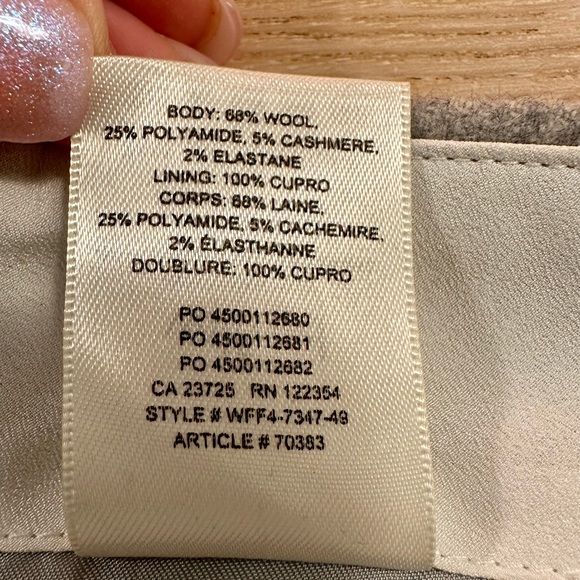 BODY: 68% WOOL,
25% POLYAMIDE, 5% CASHMERE,
2% ELASTANE
LINING: 100% CUPRO
CORPS: 68% LAINE,
25% POLYAMIDE, 5% CACHEMIRE,
2% ÉLASTHANNE
DOUBLURE: 100% CUPRO
PO 4500112680
PO 4500112681
PO 4500112682
CA 23725 RN 122354
STYLE # WFF4-7347-49
ARTICLE # 70383